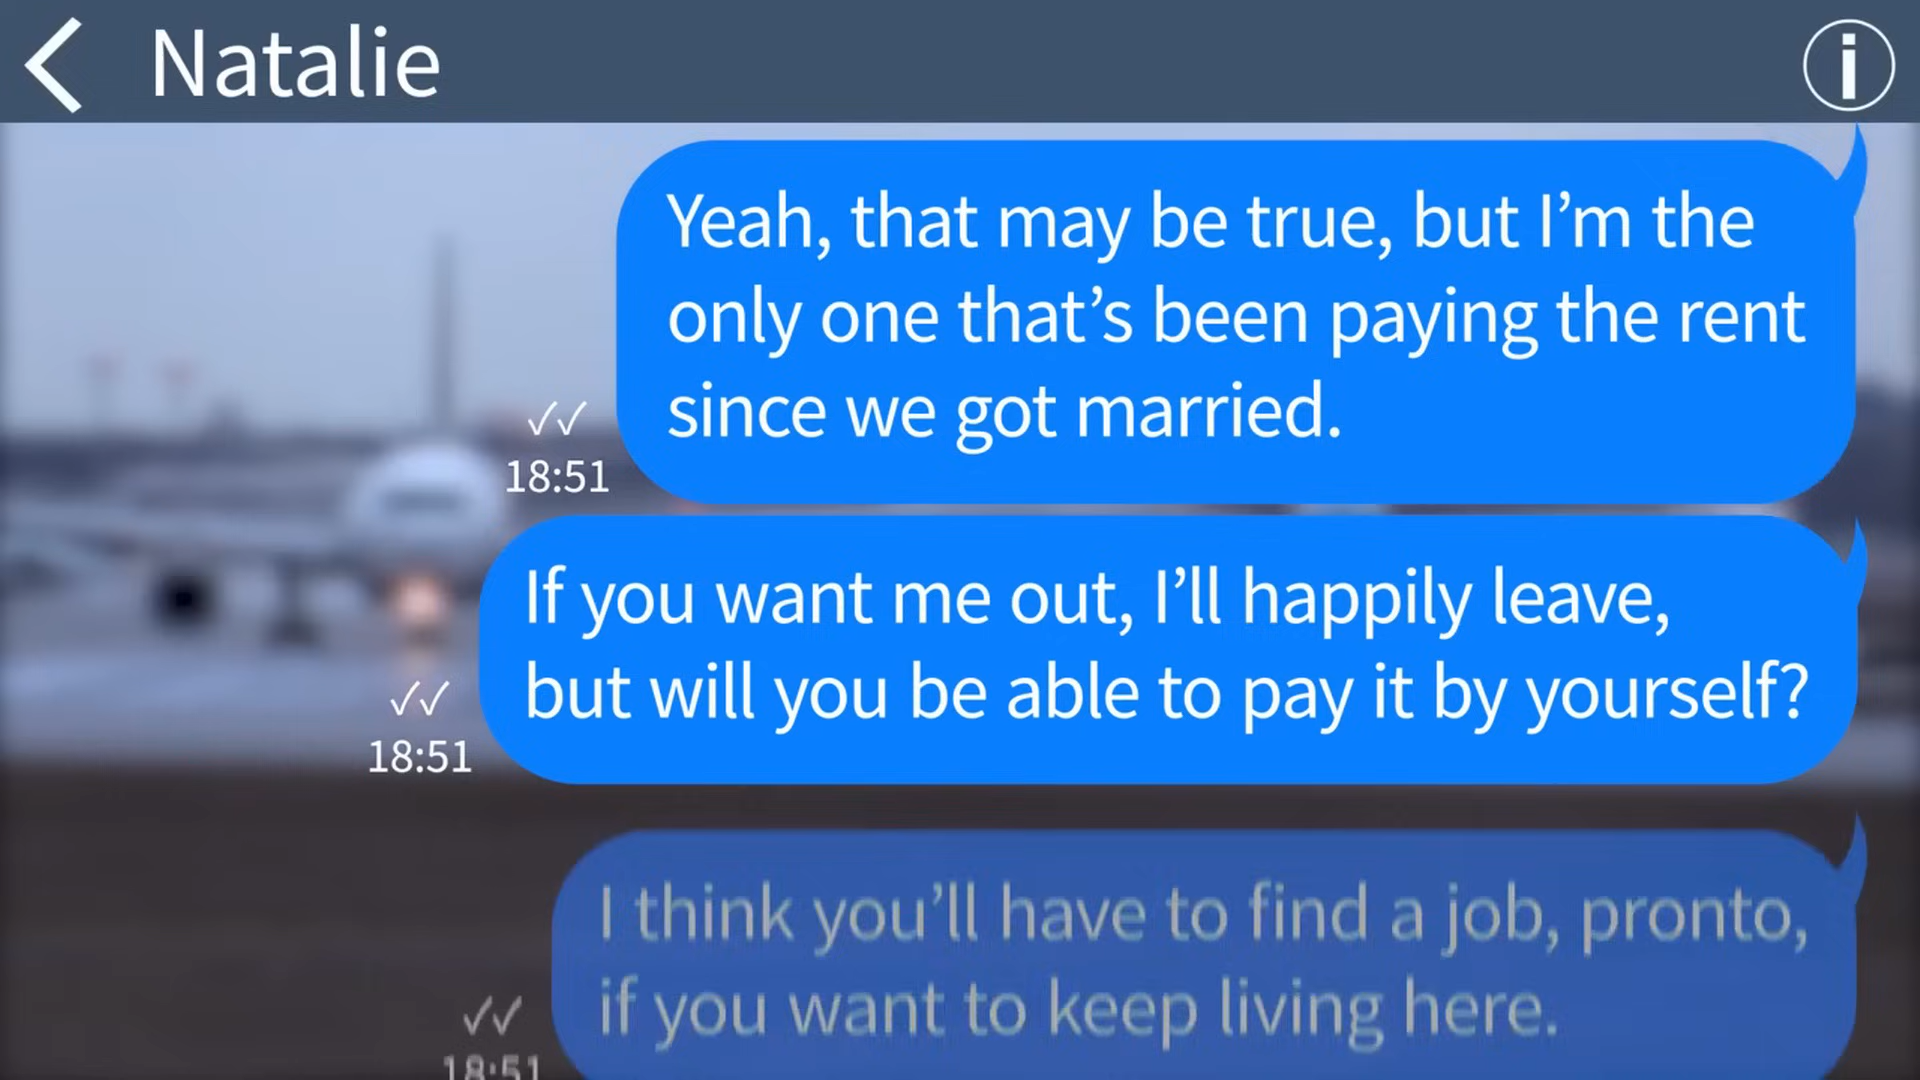 Natalie
Yeah, that may be true, but I’m the
only one that’s been paying the rent
since we got married.
✓✓
18:51
If you want me out, I’ll happily leave,
but will you be able to pay it by yourself?
✓✓
18:51
I think you’ll have to find a job, pronto,
if you want to keep living here.
✓✓
18:51